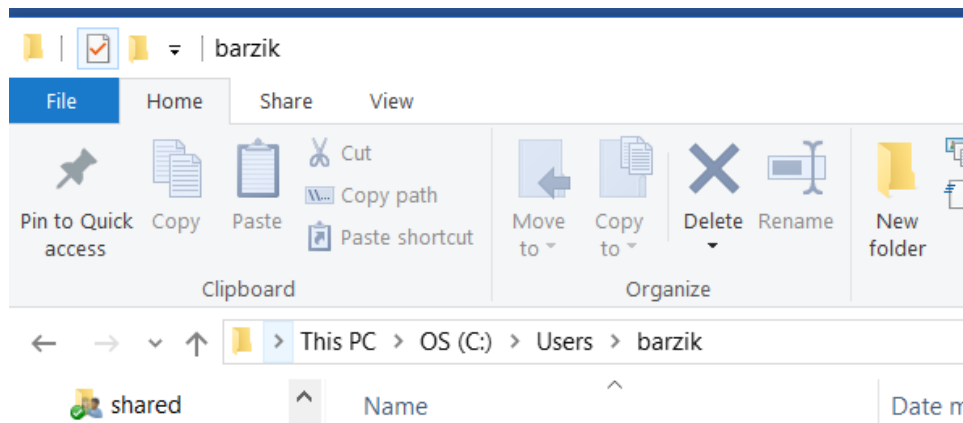 barzik
File Home Share View
Cut
Copy path
Paste shortcut
Pin to Quick access
Copy
Paste
Move to
Copy to
Delete
Rename
New folder
Clipboard
Organize
This PC > OS (C:) > Users > barzik
shared
Name
Date m